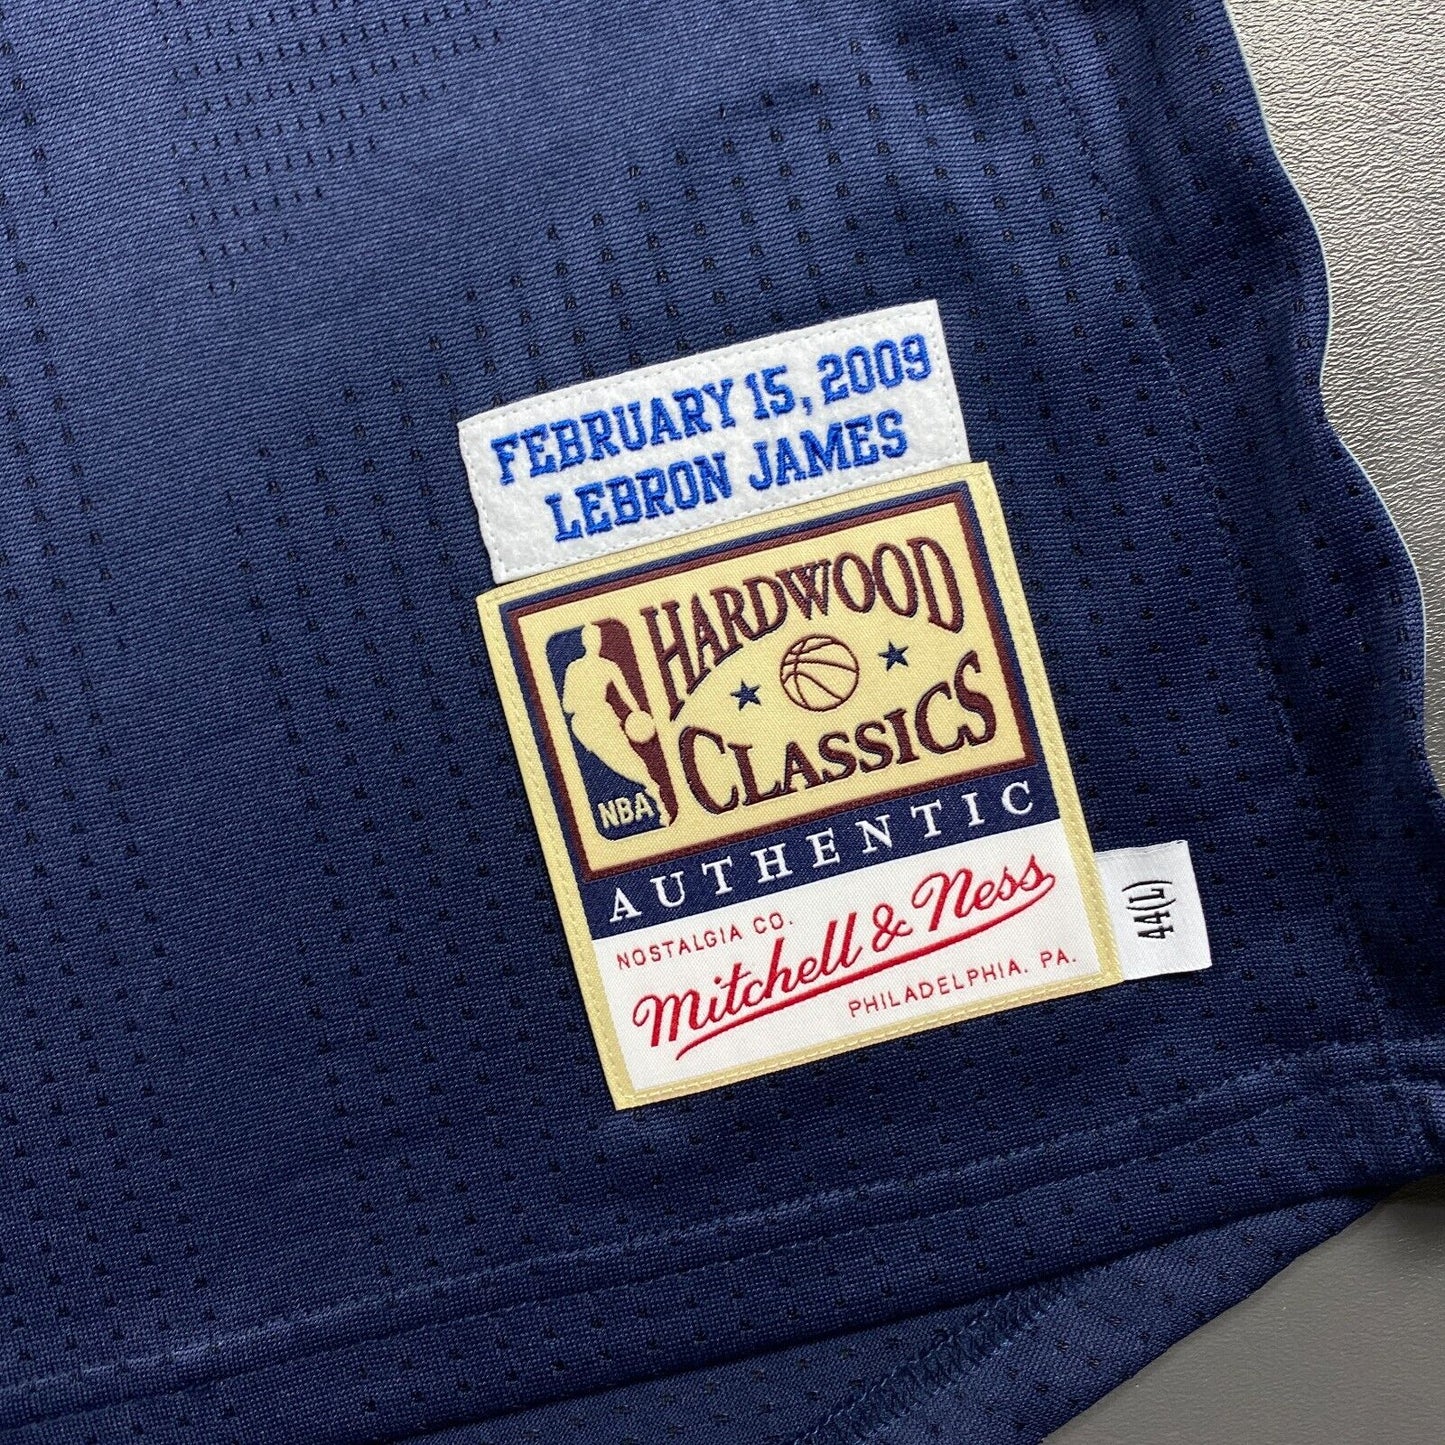 FEBRUARY 15, 2009
LEBRON JAMES
HARDWOOD
CLASSICS
NBA
AUTHENTIC
NOSTALGIA CO.
Mitchell & Ness
PHILADELPHIA. PA.
44(L)